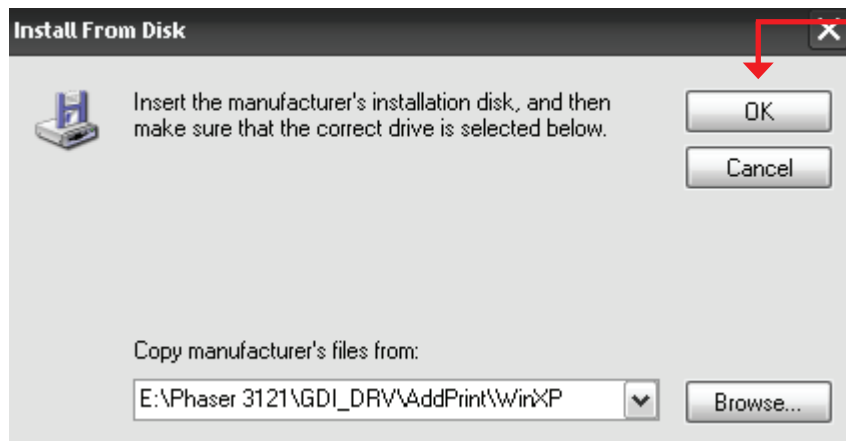 Install From Disk
Insert the manufacturer's installation disk, and then
make sure that the correct drive is selected below.
OK
Cancel
Copy manufacturer's files from:
E:\Phaser 3121\GDI_DRV\AddPrint\WinXP
Browse...